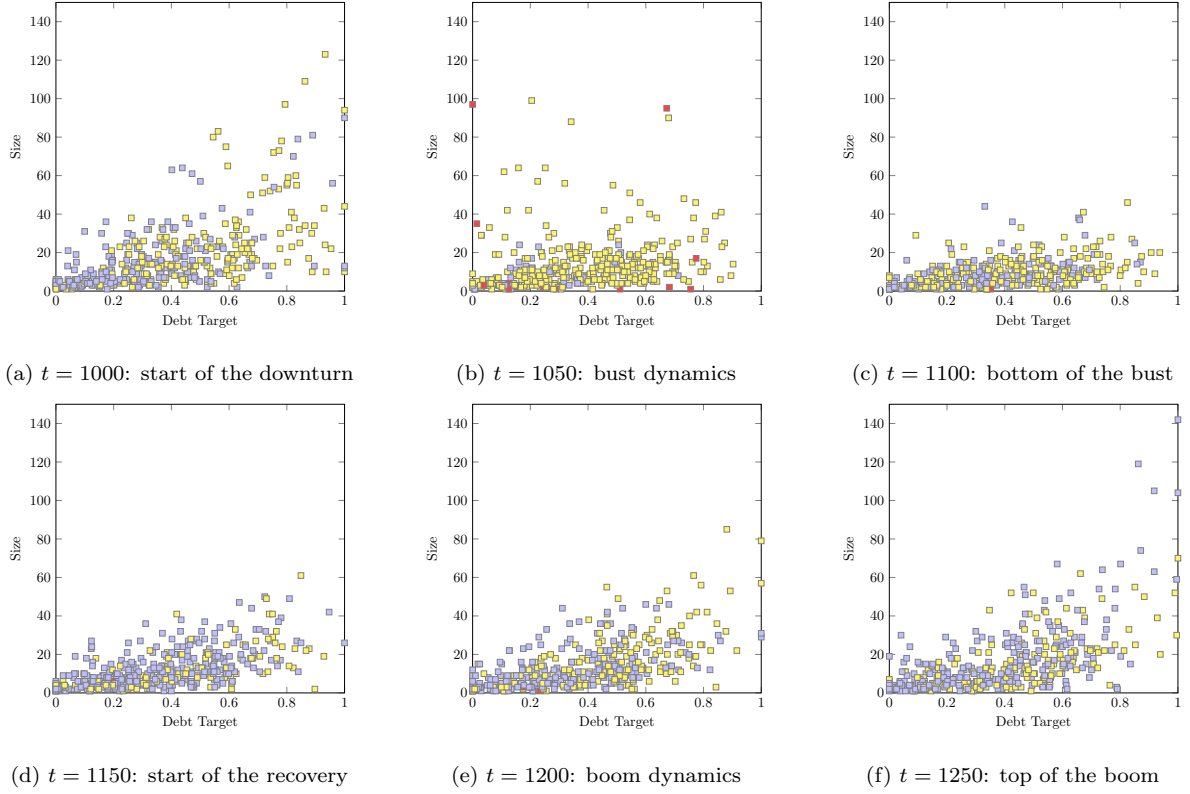 140
120
100
80
60
40
20
0
Size
0 0.2 0.4 0.6 0.8 1
Debt Target
(a) t = 1000: start of the downturn
140
120
100
80
60
40
20
0
Size
0 0.2 0.4 0.6 0.8 1
Debt Target
(b) t = 1050: bust dynamics
140
120
100
80
60
40
20
0
Size
0 0.2 0.4 0.6 0.8 1
Debt Target
(c) t = 1100: bottom of the bust
140
120
100
80
60
40
20
0
Size
0 0.2 0.4 0.6 0.8 1
Debt Target
(d) t = 1150: start of the recovery
140
120
100
80
60
40
20
0
Size
0 0.2 0.4 0.6 0.8 1
Debt Target
(e) t = 1200: boom dynamics
140
120
100
80
60
40
20
0
Size
0 0.2 0.4 0.6 0.8 1
Debt Target
(f) t = 1250: top of the boom